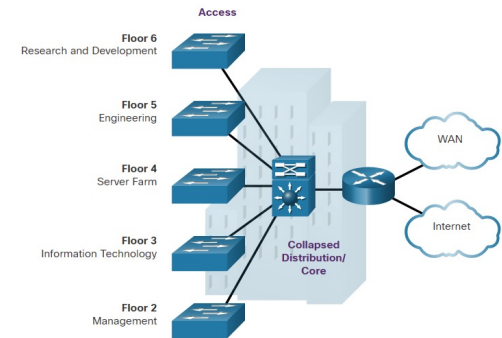 Access
Floor 6
Research and Development
Floor 5
Engineering
Floor 4
Server Farm
Floor 3
Information Technology
Floor 2
Management
Collapsed
Distribution/
Core
WAN
Internet